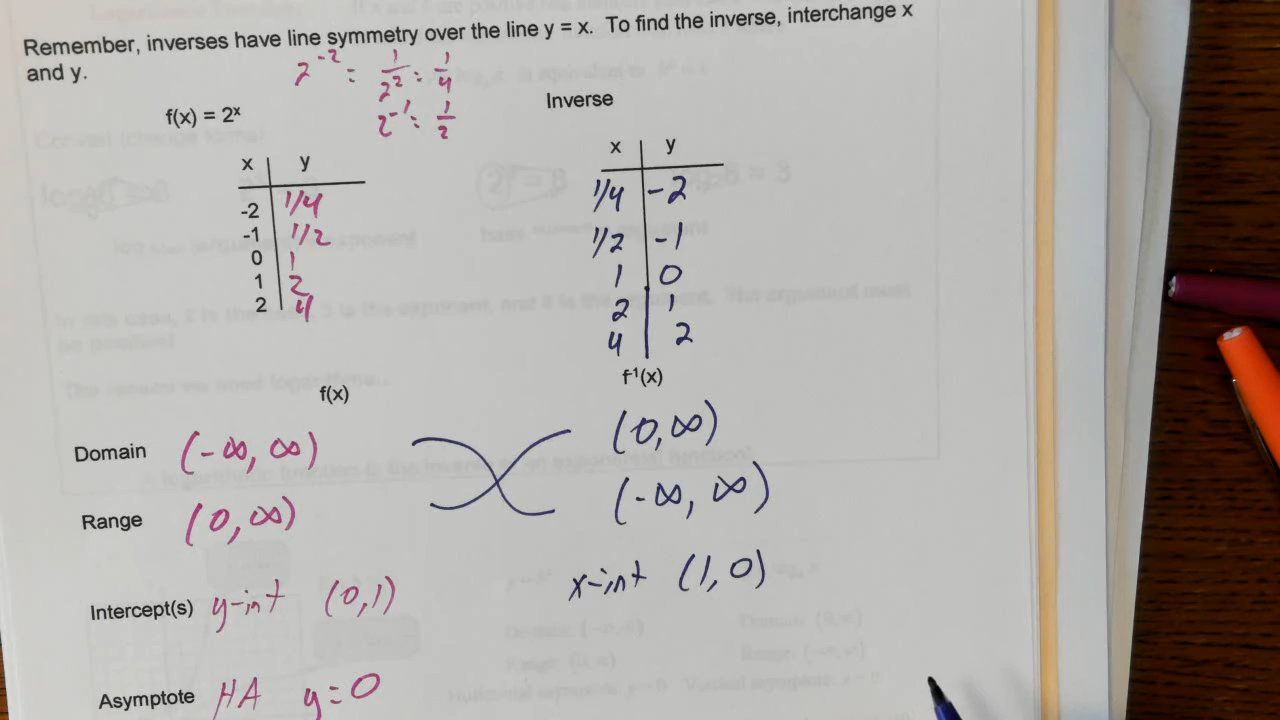 Remember, inverses have line symmetry over the line y = x. To find the inverse, interchange x
and y.
2⁻² = 1/2² = 1/4
2⁻¹ = 1/2
f(x) = 2ˣ
Inverse
x y
-2 1/4
-1 1/2
0 1
1 2
2 4
x y
1/4 -2
1/2 -1
1 0
2 1
4 2
f(x) f⁻¹(x)
Domain (-∞, ∞) (0, ∞)
Range (0, ∞) (-∞, ∞)
Intercept(s) y-int (0, 1) x-int (1, 0)
Asymptote HA y = 0